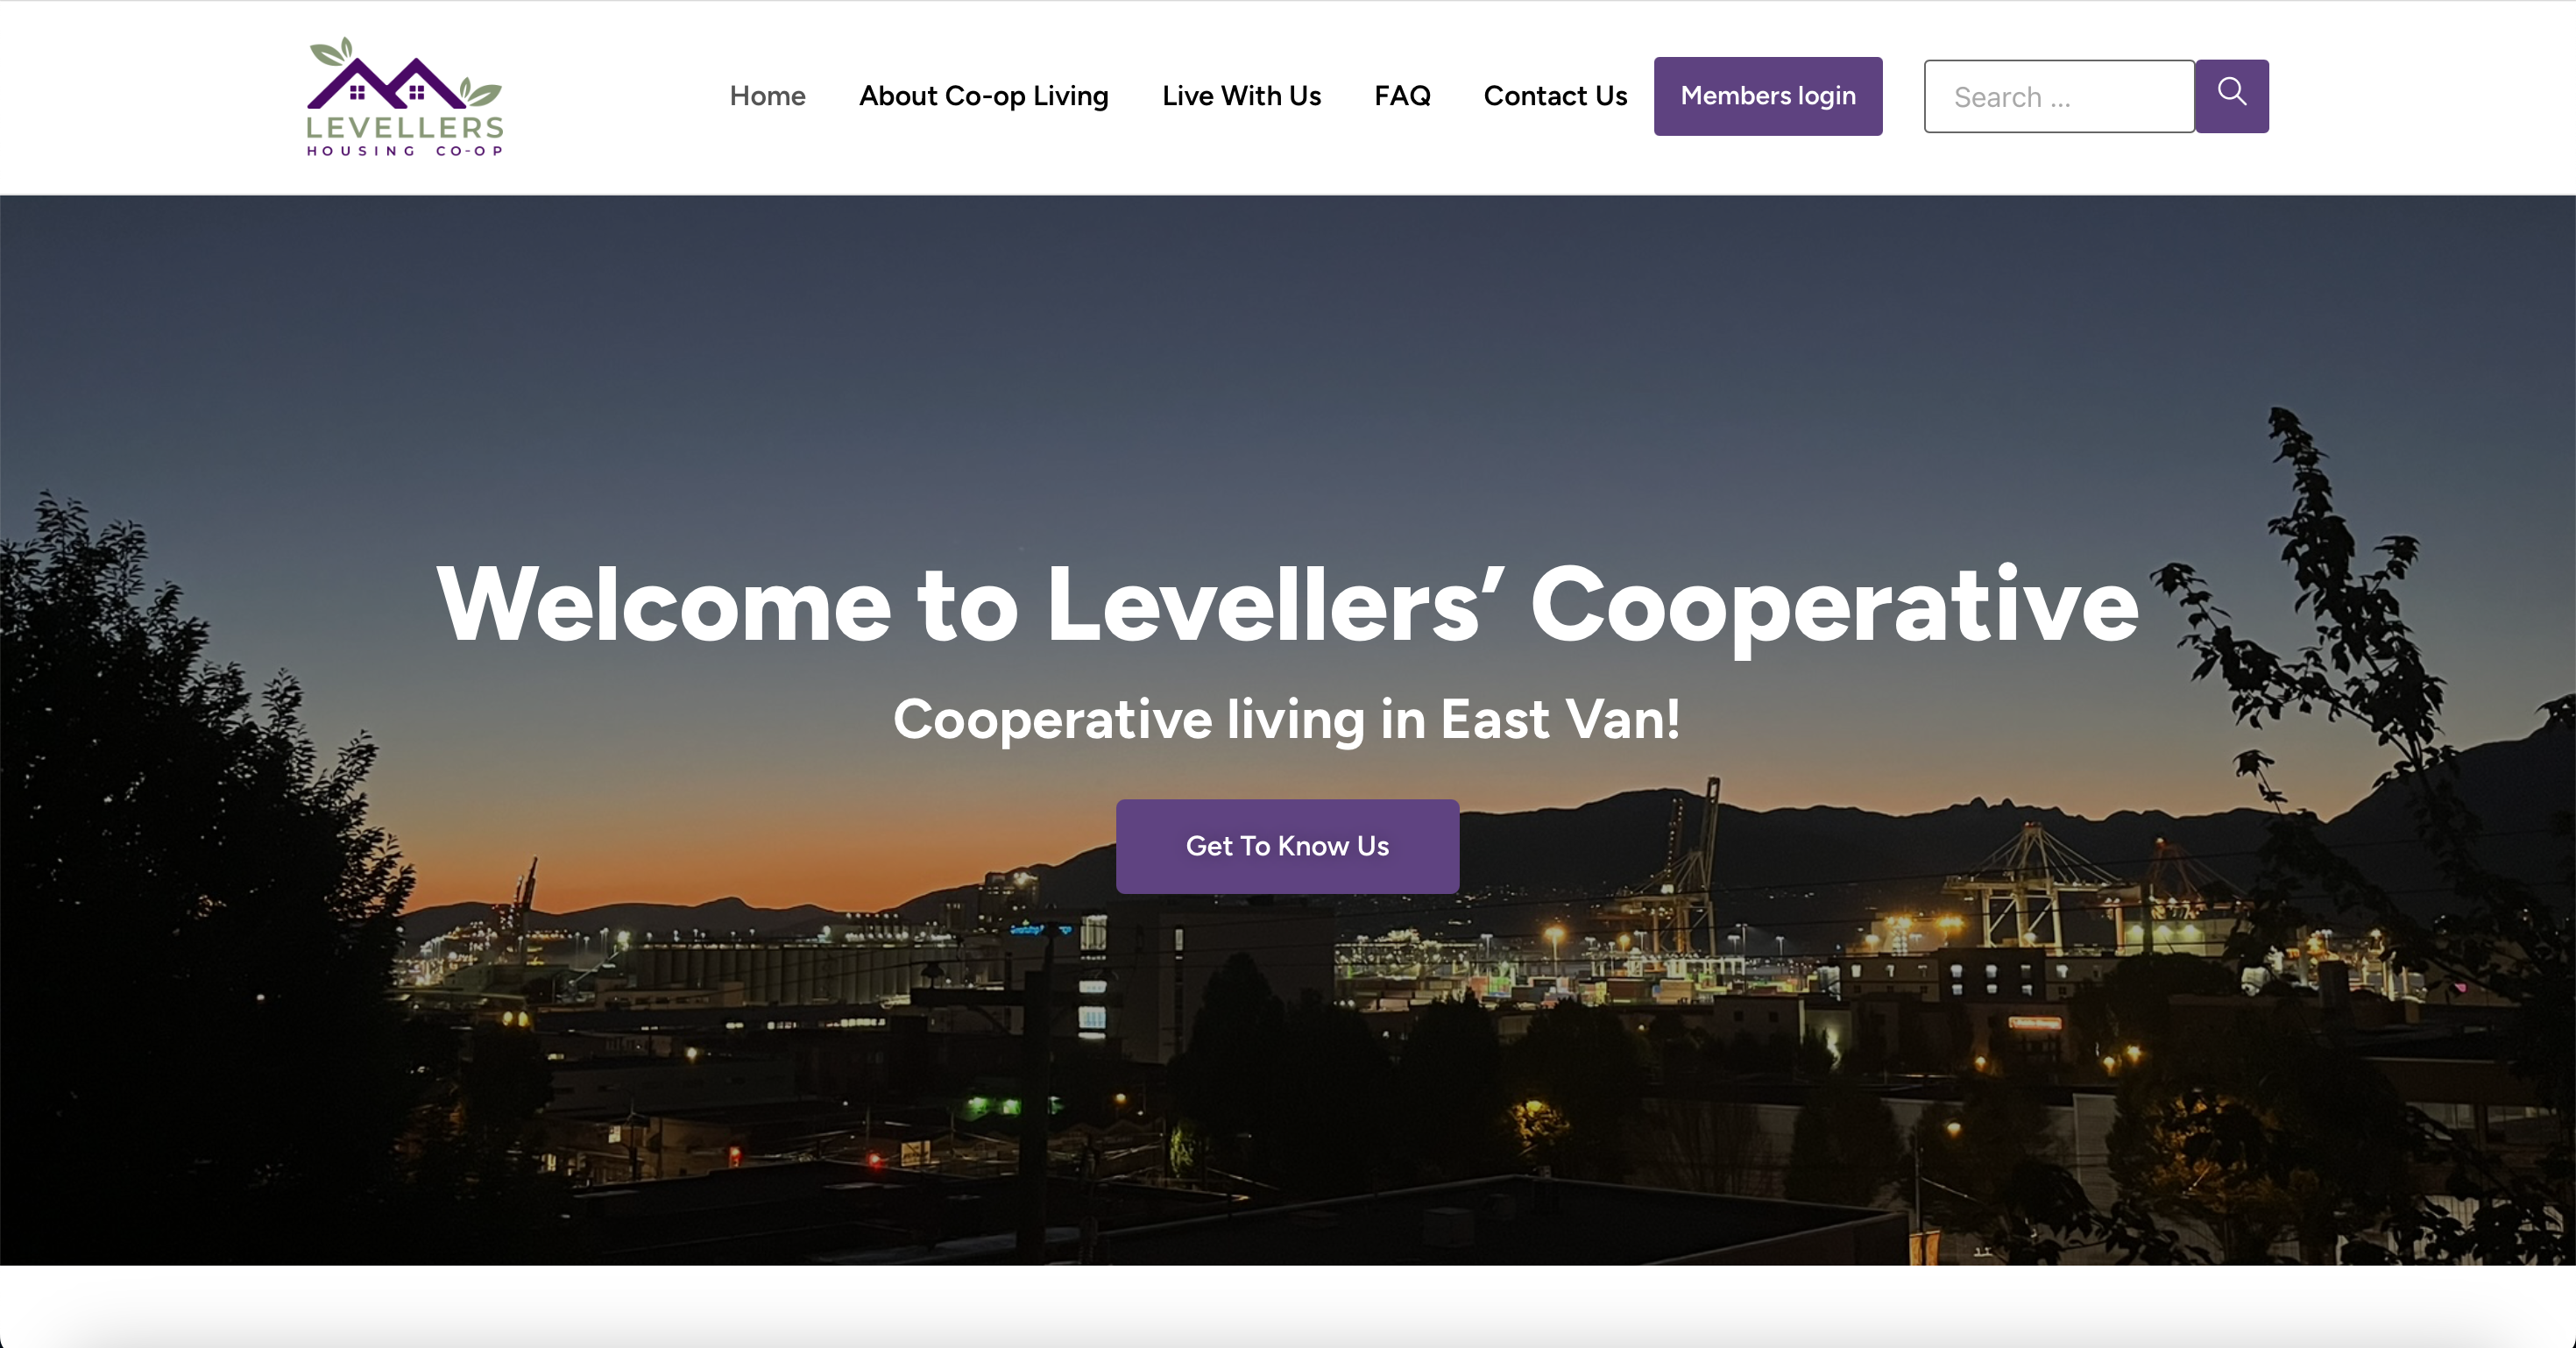 LEVELLERS
HOUSING CO-OP
Home About Co-op Living Live With Us FAQ Contact Us Members login Search ...
Welcome to Levellers’ Cooperative
Cooperative living in East Van!
Get To Know Us